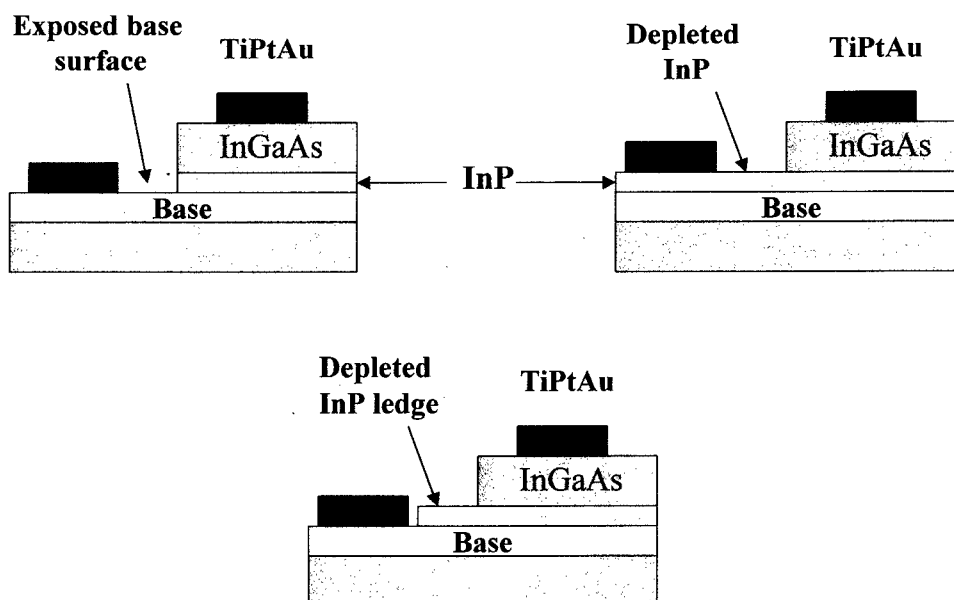 Exposed base
surface
TiPtAu
InGaAs
Base
InP
Depleted
InP
TiPtAu
InGaAs
Base
Depleted
InP ledge
TiPtAu
InGaAs
Base